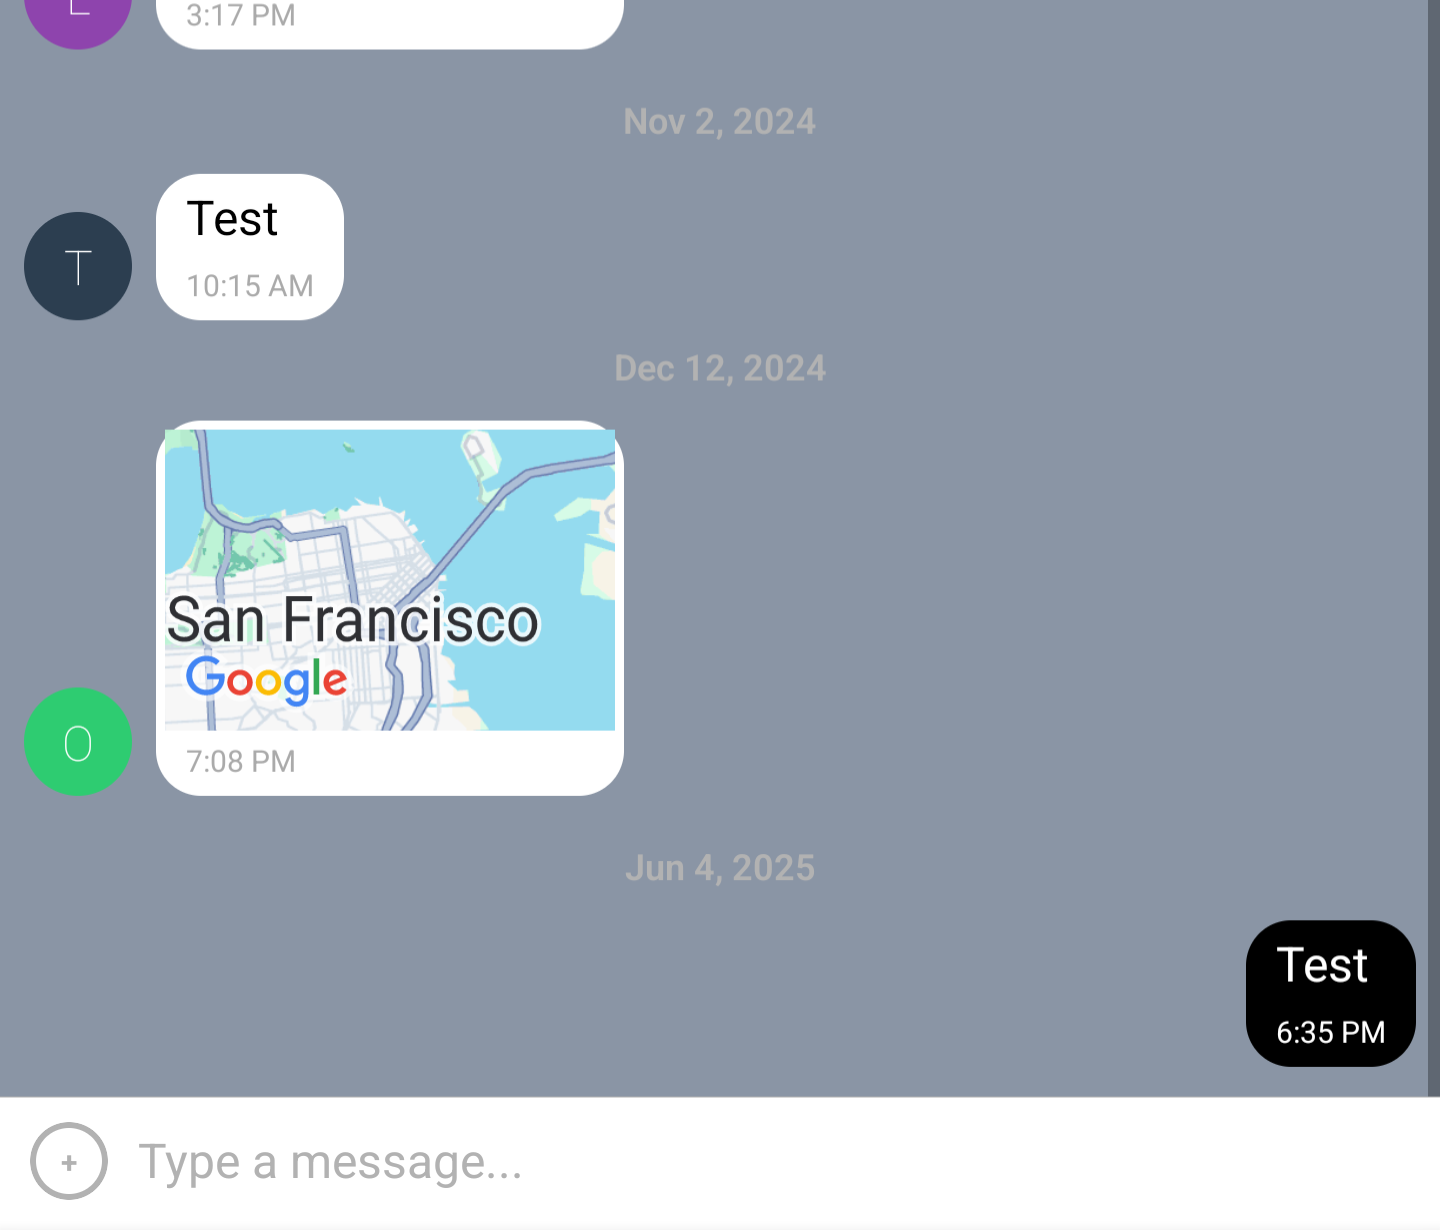 3:17 PM
Nov 2, 2024
Test
T
10:15 AM
Dec 12, 2024
San Francisco
Google
O
7:08 PM
Jun 4, 2025
Test
6:35 PM
+ Type a message...